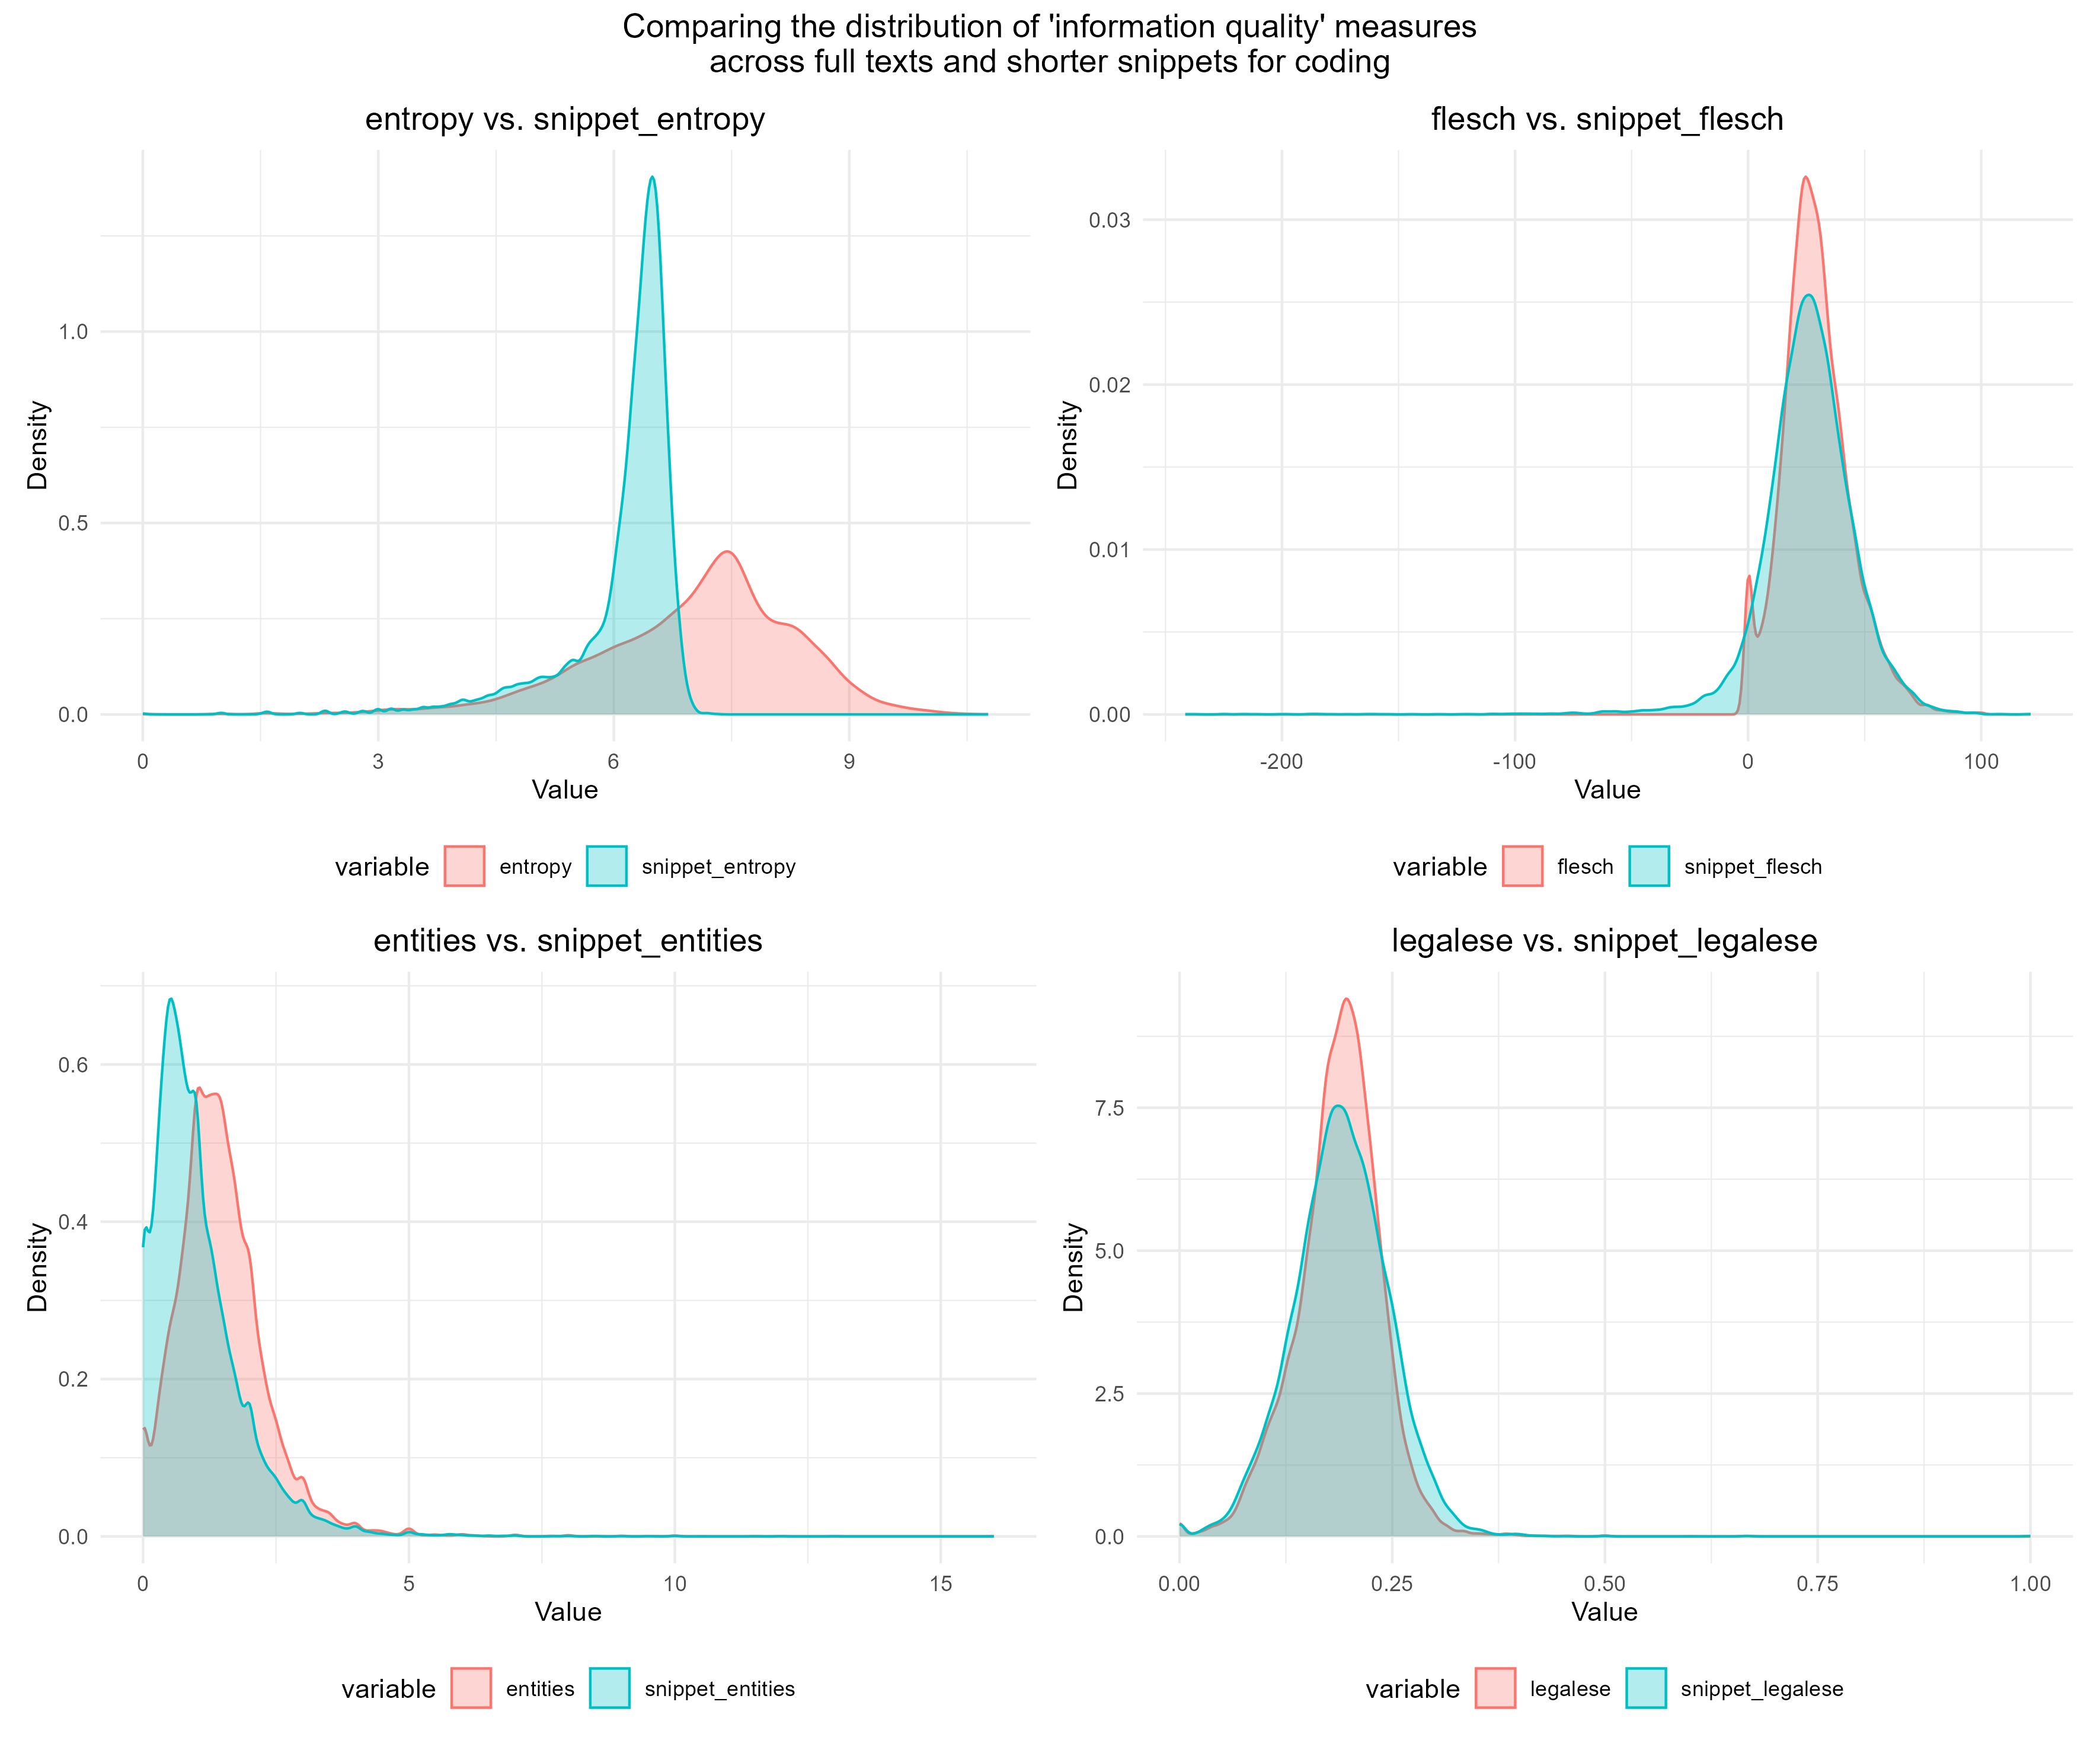 Comparing the distribution of 'information quality' measures
across full texts and shorter snippets for coding
entropy vs. snippet_entropy
Density
1.0
0.5
0.0
0 3 6 9
Value
variable entropy snippet_entropy
flesch vs. snippet_flesch
Density
0.03
0.02
0.01
0.00
-200 -100 0 100
Value
variable flesch snippet_flesch
entities vs. snippet_entities
Density
0.6
0.4
0.2
0.0
0 5 10 15
Value
variable entities snippet_entities
legalese vs. snippet_legalese
Density
7.5
5.0
2.5
0.0
0.00 0.25 0.50 0.75 1.00
Value
variable legalese snippet_legalese